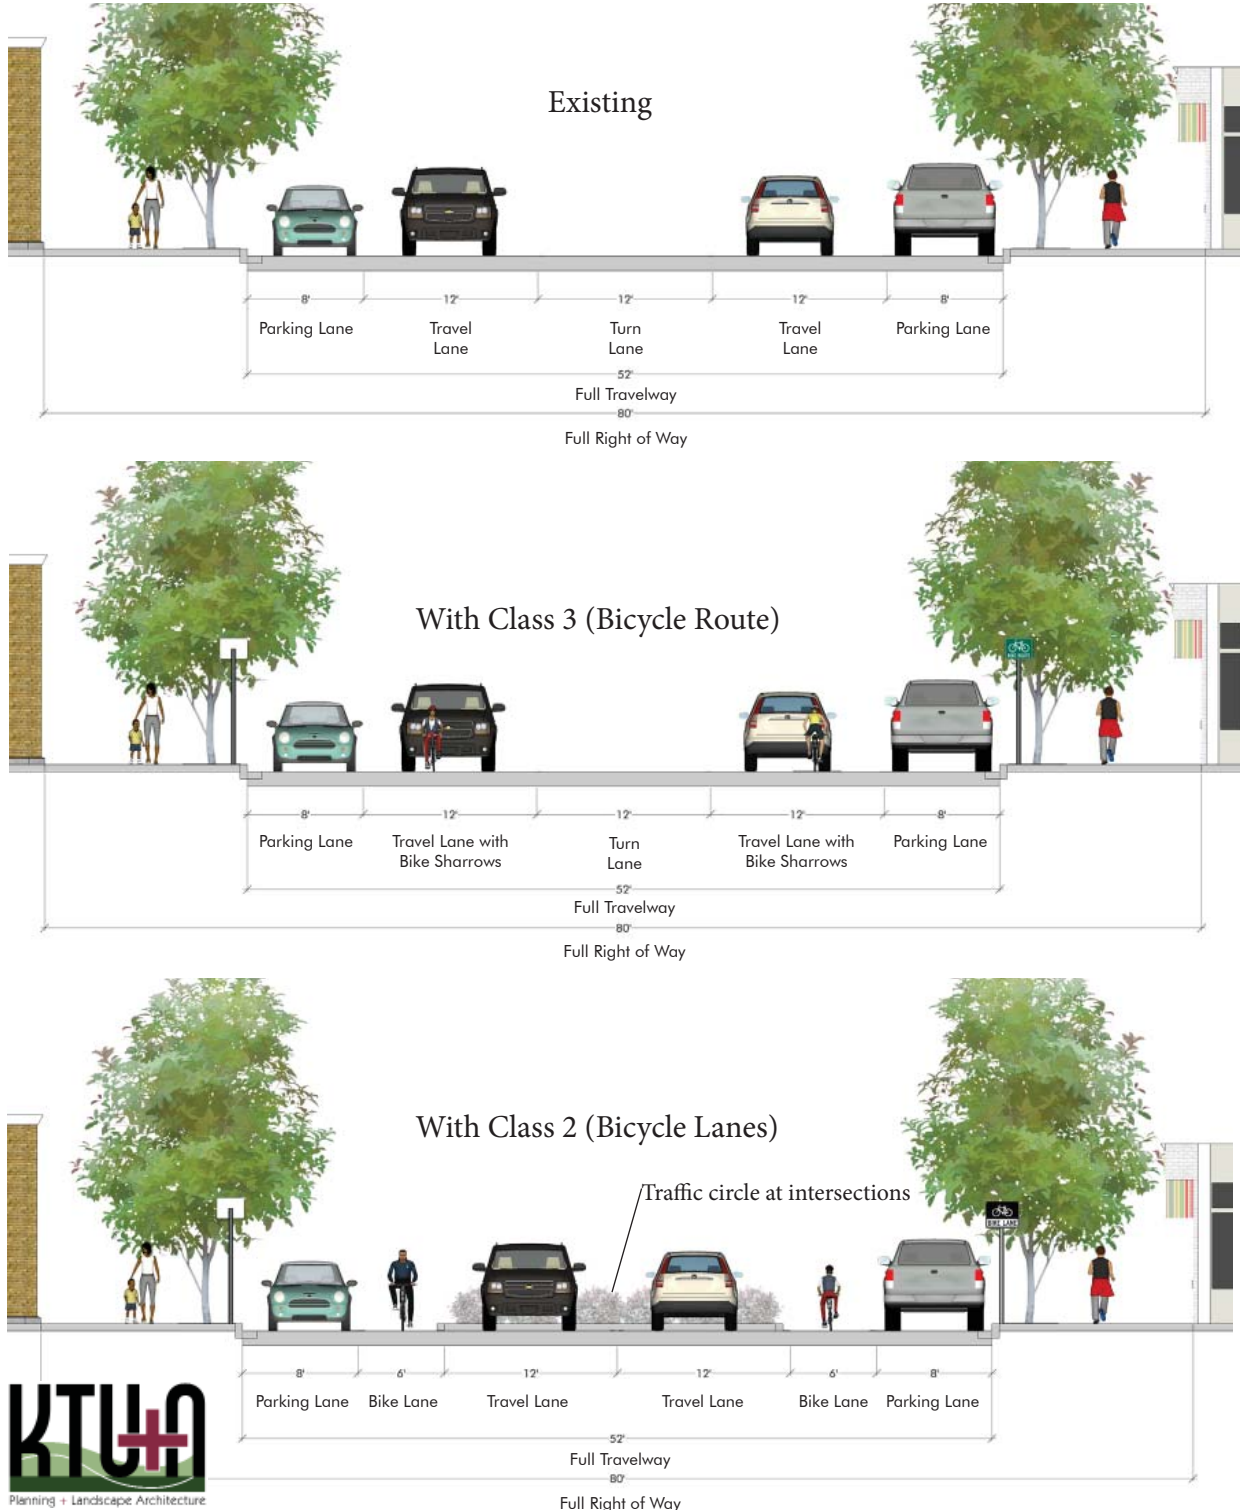 Existing
8' 12' 12' 12' 8'
Parking Lane Travel Lane Turn Lane Travel Lane Parking Lane
52'
Full Travelway
80'
Full Right of Way
With Class 3 (Bicycle Route)
BIKE ROUTE
8' 12' 12' 12' 8'
Parking Lane Travel Lane with Bike Sharrows Turn Lane Travel Lane with Bike Sharrows Parking Lane
52'
Full Travelway
80'
Full Right of Way
With Class 2 (Bicycle Lanes)
Traffic circle at intersections
BIKE LANE
8' 6' 12' 12' 6' 8'
Parking Lane Bike Lane Travel Lane Travel Lane Bike Lane Parking Lane
52'
Full Travelway
80'
Full Right of Way
KTU+A
Planning + Landscape Architecture